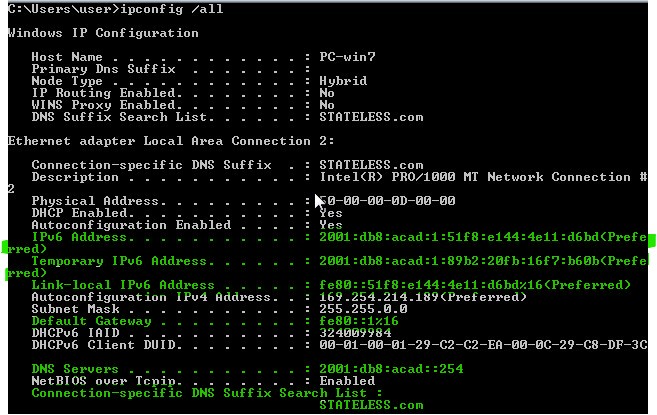 C:\Users\user>ipconfig /all
Windows IP Configuration
Host Name . . . . . . . . . . . . : PC-win7
Primary Dns Suffix . . . . . . . :
Node Type . . . . . . . . . . . . : Hybrid
IP Routing Enabled. . . . . . . . : No
WINS Proxy Enabled. . . . . . . . : No
DNS Suffix Search List. . . . . . : STATELESS.com
Ethernet adapter Local Area Connection 2:
Connection-specific DNS Suffix . : STATELESS.com
Description . . . . . . . . . . . : Intel(R) PRO/1000 MT Network Connection #
2
Physical Address. . . . . . . . . : 50-00-00-0D-00-00
DHCP Enabled. . . . . . . . . . . : Yes
Autoconfiguration Enabled . . . . : Yes
IPv6 Address. . . . . . . . . . . : 2001:db8:acad:1:51f8:e144:4e11:d6bd(Prefe
rred)
Temporary IPv6 Address. . . . . . : 2001:db8:acad:1:89b2:20fb:16f7:b60b(Prefe
rred)
Link-local IPv6 Address . . . . . : fe80::51f8:e144:4e11:d6bd%16(Preferred)
Autoconfiguration IPv4 Address. . : 169.254.214.189(Preferred)
Subnet Mask . . . . . . . . . . . : 255.255.0.0
Default Gateway . . . . . . . . . : fe80::1%16
DHCPv6 IAID . . . . . . . . . . . : 324009984
DHCPv6 Client DUID. . . . . . . . : 00-01-00-01-29-C2-C2-EA-00-0C-29-C8-DF-3C
DNS Servers . . . . . . . . . . . : 2001:db8:acad::254
NetBIOS over Tcpip. . . . . . . . : Enabled
Connection-specific DNS Suffix Search List :
STATELESS.com